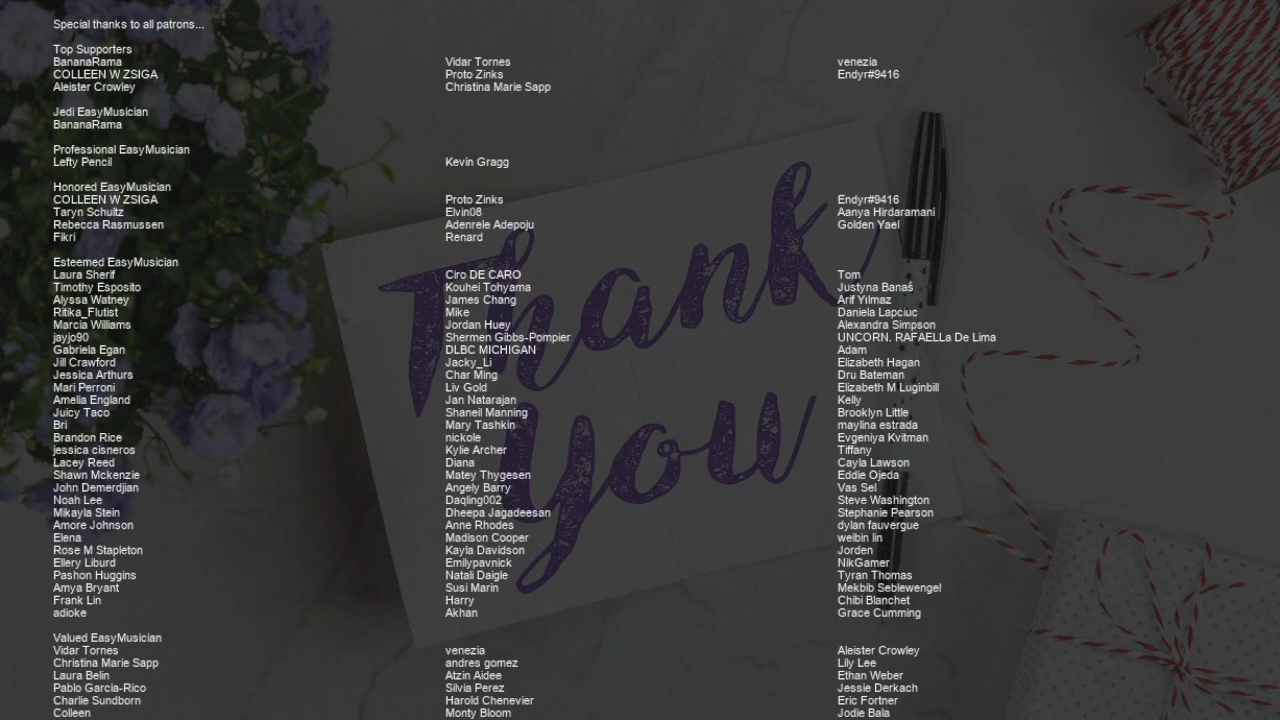 Special thanks to all patrons...
Top Supporters
BananaRama Vidar Tornes venezia
COLLEEN W ZSIGA Proto Zinks Endyr#9416
Aleister Crowley Christina Marie Sapp
Jedi EasyMusician
BananaRama
Professional EasyMusician
Lefty Pencil Kevin Gragg
Honored EasyMusician
COLLEEN W ZSIGA Proto Zinks Endyr#9416
Taryn Schultz Elvin08 Aanya Hirdaramani
Rebecca Rasmussen Adenrele Adepoju Golden Yael
Fikri Renard
Esteemed EasyMusician
Laura Sherif Ciro DE CARO Tom
Timothy Esposito Kouhei Tohyama Justyna Banaś
Alyssa Watney James Chang Arif Yılmaz
Ritika_Flutist Mike Daniela Lapciuc
Marcia Williams Jordan Huey Alexandra Simpson
jayjo90 Shermen Gibbs-Pompier UNCORN. RAFAELLa De Lima
Gabriela Egan DLBC MICHIGAN Adam
Jill Crawford Jacky_Li Elizabeth Hagan
Jessica Arthurs Char Ming Dru Bateman
Mari Perroni Liv Gold Elizabeth M Luginbill
Amelia England Jan Natarajan Kelly
Juicy Taco Shaneil Manning Brooklyn Little
Bri Mary Tashkin maylina estrada
Brandon Rice nickole Evgeniya Kvitman
jessica cisneros Kylie Archer Tiffany
Lacey Reed Diana Cayla Lawson
Shawn Mckenzie Matey Thygesen Eddie Ojeda
John Demerdjian Angely Barry Vas Sel
Noah Lee Daqling002 Steve Washington
Mikayla Stein Dheepa Jagadeesan Stephanie Pearson
Amore Johnson Anne Rhodes dylan fauvergue
Elena Madison Cooper weibin lin
Rose M Stapleton Kayla Davidson Jorden
Ellery Liburd Emilypavnick NikGamer
Pashon Huggins Natali Daigle Tyran Thomas
Amya Bryant Susi Marin Mekbib Seblewengel
Frank Lin Harry Chibi Blanchet
adioke Akhan Grace Cumming
Valued EasyMusician
Vidar Tornes venezia Aleister Crowley
Christina Marie Sapp andres gomez Lily Lee
Laura Belin Atzin Aidee Ethan Weber
Pablo Garcia-Rico Silvia Perez Jessie Derkach
Charlie Sundborn Harold Chenevier Eric Fortner
Colleen Monty Bloom Jodie Bala
Thank
you